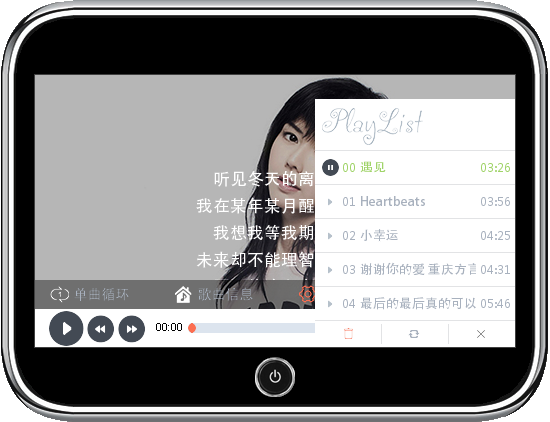 PlayList
00 遇见 03:26
01 Heartbeats 03:56
02 小幸运 04:25
03 谢谢你的爱 重庆方言 04:31
04 最后的最后真的可以 05:46
听见冬天的离
我在某年某月醒
我想我等我期
未来却不能理智
1 单曲循环 歌曲信息
00:00